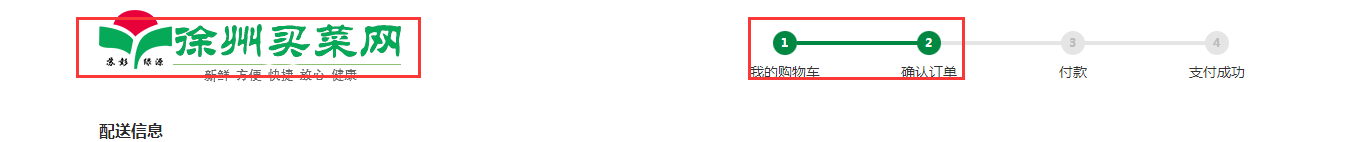 徐州买菜网
苏彭 绿源
新鲜 方便 快捷 放心 健康
1 2 3 4
我的购物车 确认订单 付款 支付成功
配送信息